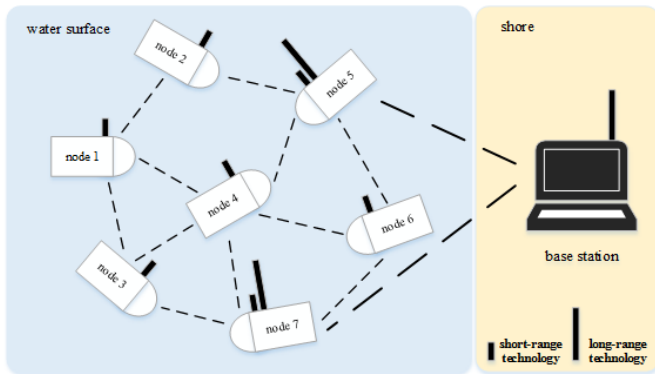 water surface
shore
node 2
node 5
node 1
node 4
node 6
node 3
node 7
base station
short-range
technology
long-range
technology